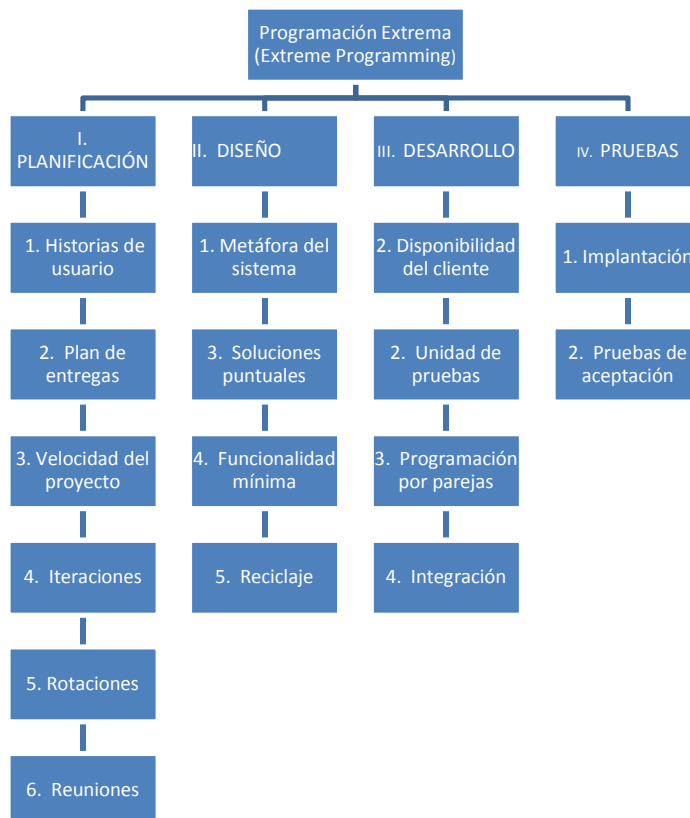 Programación Extrema
(Extreme Programming)
I.
PLANIFICACIÓN
1. Historias de
usuario
2. Plan de
entregas
3. Velocidad del
proyecto
4. Iteraciones
5. Rotaciones
6. Reuniones
II. DISEÑO
1. Metáfora del
sistema
3. Soluciones
puntuales
4. Funcionalidad
mínima
5. Reciclaje
III. DESARROLLO
2. Disponibilidad
del cliente
2. Unidad de
pruebas
3. Programación
por parejas
4. Integración
IV. PRUEBAS
1. Implantación
2. Pruebas de
aceptación